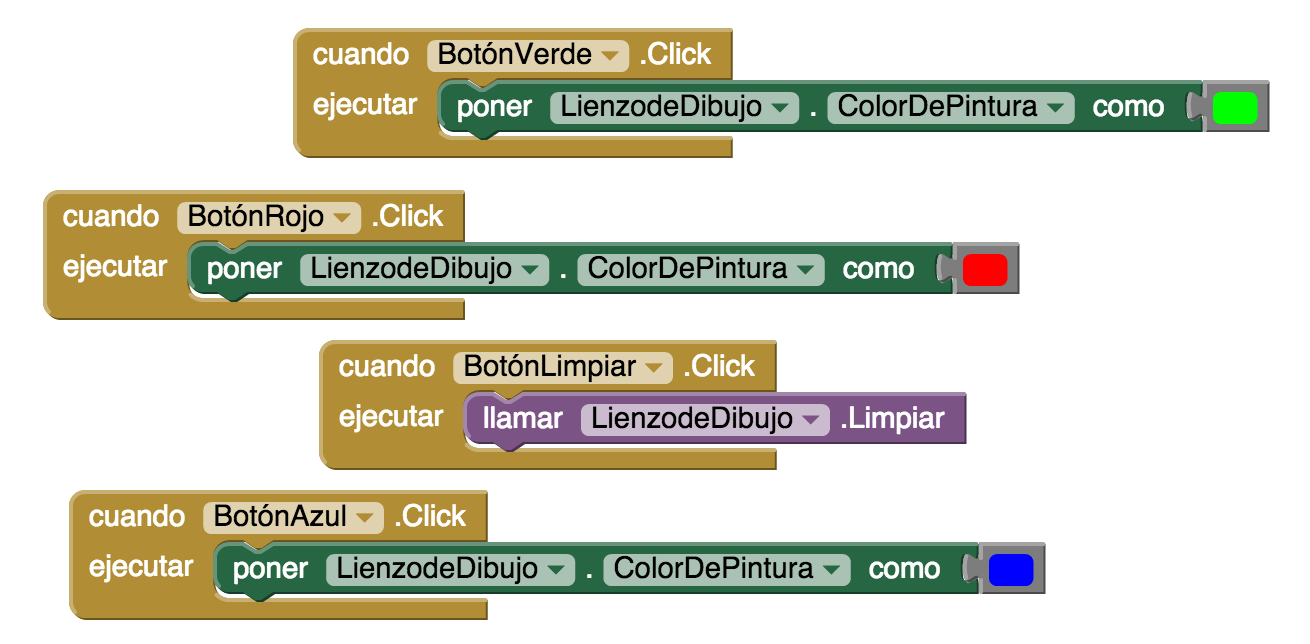 cuando BotónVerde .Click
ejecutar poner LienzodeDibujo . ColorDePintura como
cuando BotónRojo .Click
ejecutar poner LienzodeDibujo . ColorDePintura como
cuando BotónLimpiar .Click
ejecutar llamar LienzodeDibujo .Limpiar
cuando BotónAzul .Click
ejecutar poner LienzodeDibujo . ColorDePintura como